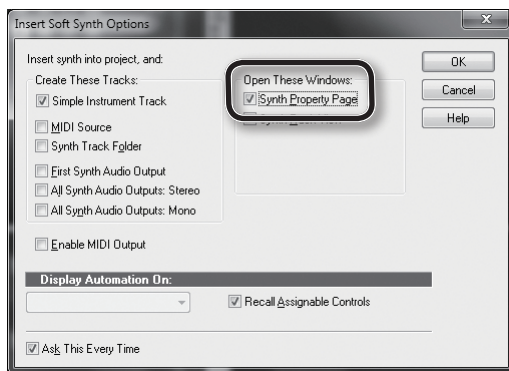 Insert Soft Synth Options
x
Insert synth into project, and:
Create These Tracks:
Simple Instrument Track
MIDI Source
Synth Track Folder
First Synth Audio Output
All Synth Audio Outputs: Stereo
All Synth Audio Outputs: Mono
Enable MIDI Output
Open These Windows:
Synth Property Page
OK
Cancel
Help
Display Automation On:
Recall Assignable Controls
Ask This Every Time